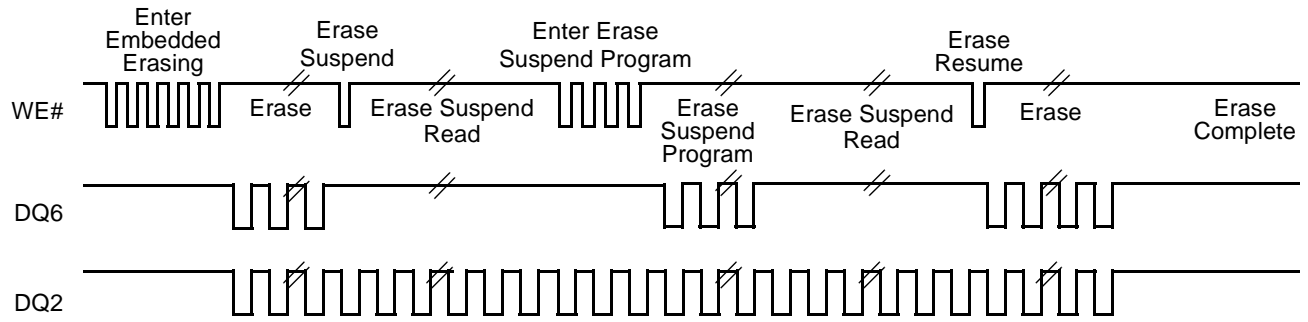 Enter
Embedded
Erasing
Erase
Suspend
Enter Erase
Suspend Program
Erase
Resume
WE#
Erase
Erase Suspend
Read
Erase
Suspend
Program
Erase Suspend
Read
Erase
Erase
Complete
DQ6
DQ2